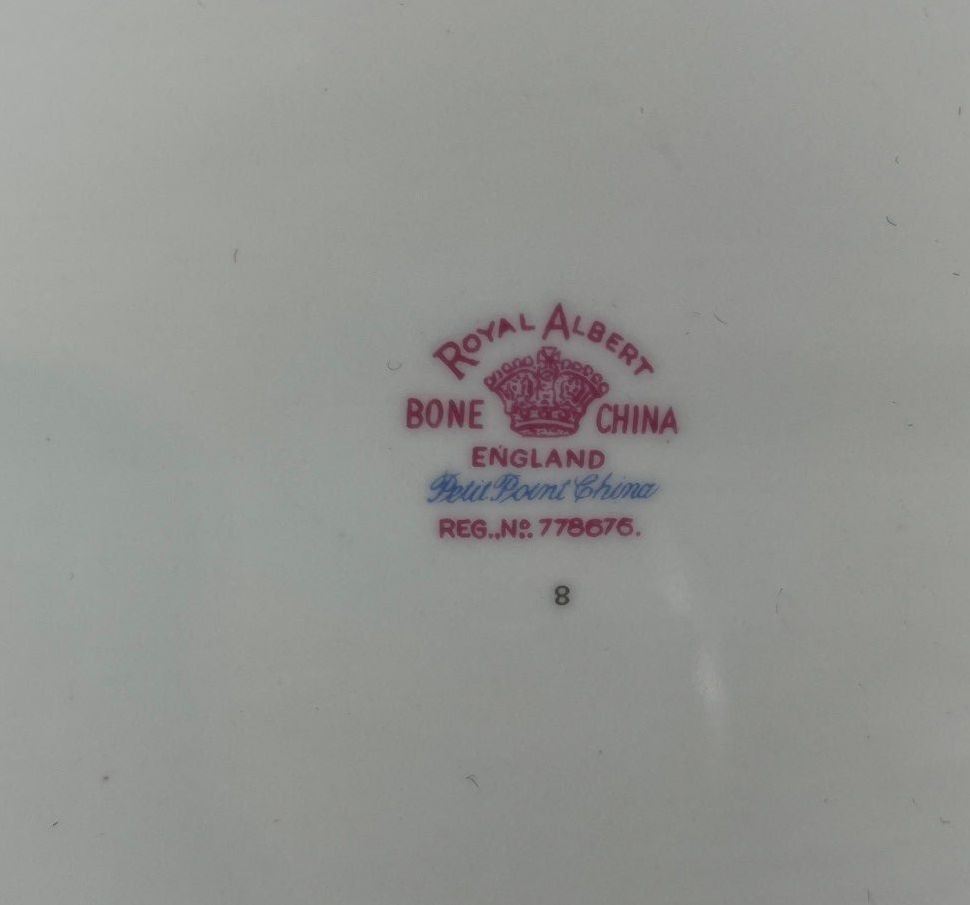 ROYAL ALBERT
BONE CHINA
ENGLAND
Petit Point China
REG., Nº. 778676.
8